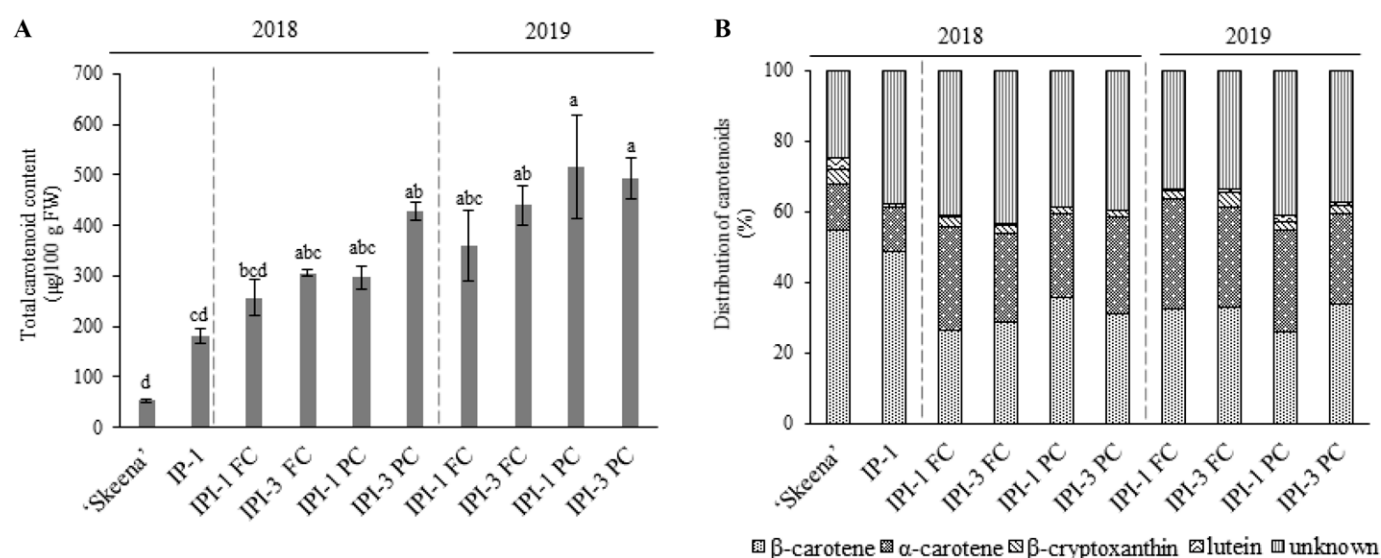 A
2018
2019
Total carotenoid content
(µg/100 g FW)
700
600
500
400
300
200
100
0
d
cd
bcd
abc
abc
ab
abc
ab
a
a
‘Skeena’
IP-1
IPI-1 FC
IPI-3 FC
IPI-1 PC
IPI-3 PC
IPI-1 FC
IPI-3 FC
IPI-1 PC
IPI-3 PC
B
2018
2019
Distribution of carotenoids
(%)
100
80
60
40
20
0
‘Skeena’
IP-1
IPI-1 FC
IPI-3 FC
IPI-1 PC
IPI-3 PC
IPI-1 FC
IPI-3 FC
IPI-1 PC
IPI-3 PC
β-carotene α-carotene β-cryptoxanthin lutein unknown